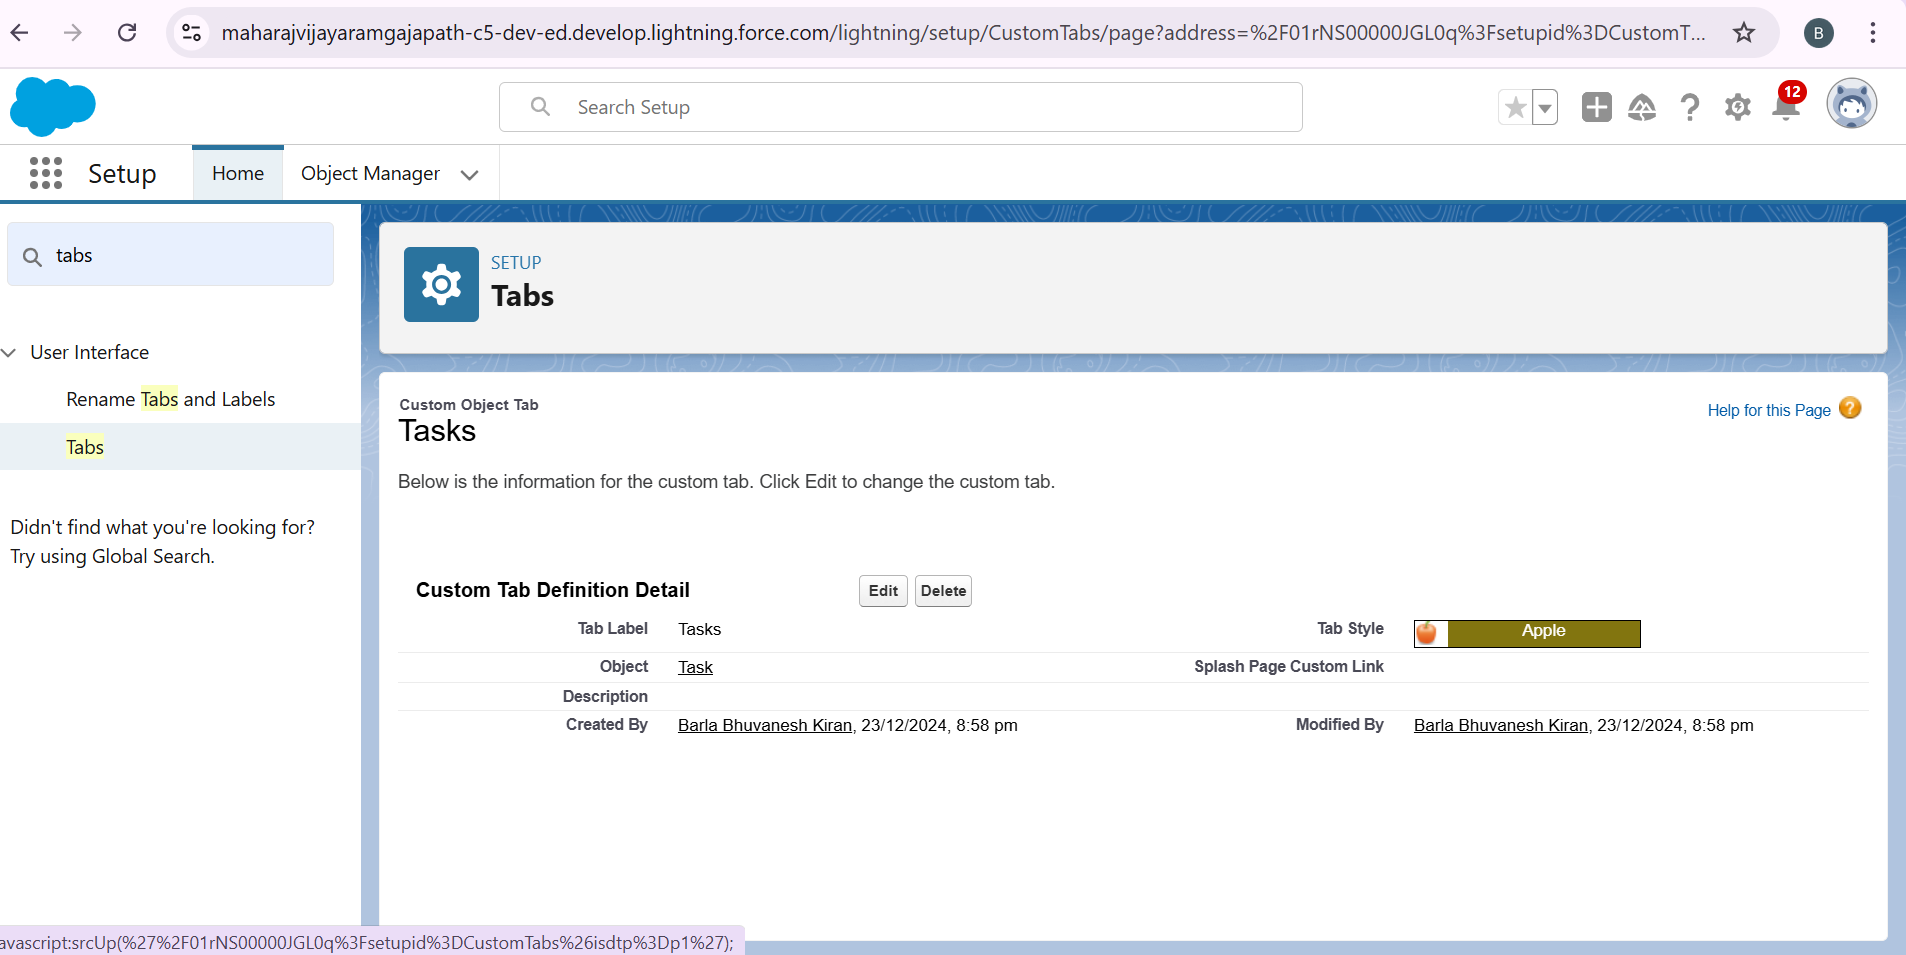 maharajvijayaramgajapath-c5-dev-ed.develop.lightning.force.com/lightning/setup/CustomTabs/page?address=%2F01rNS00000JGL0q%3Fsetupid%3DCustomT...
B
Search Setup
12
Setup
Home
Object Manager
tabs
User Interface
Rename Tabs and Labels
Tabs
Didn't find what you're looking for?
Try using Global Search.
SETUP
Tabs
Custom Object Tab
Tasks
Help for this Page
Below is the information for the custom tab. Click Edit to change the custom tab.
Custom Tab Definition Detail
Edit
Delete
Tab Label Tasks Tab Style Apple
Object Task Splash Page Custom Link
Description
Created By Barla Bhuvanesh Kiran, 23/12/2024, 8:58 pm Modified By Barla Bhuvanesh Kiran, 23/12/2024, 8:58 pm
avascript:srcUp(%27%2F01rNS00000JGL0q%3Fsetupid%3DCustomTabs%26isdtp%3Dp1%27);